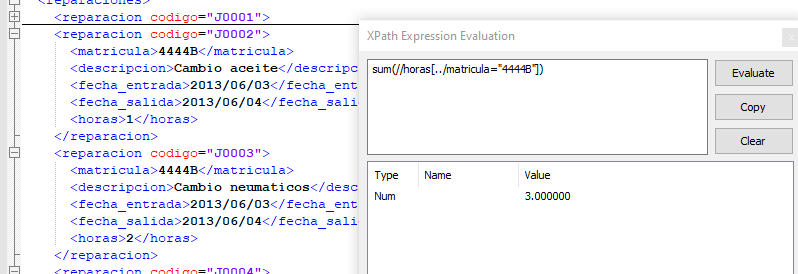 <reparaciones>
<reparacion codigo="J0001">
<reparacion codigo="J0002">
<matricula>4444B</matricula>
<descripcion>Cambio aceite</descripc
<fecha_entrada>2013/06/03</fecha_ent
<fecha_salida>2013/06/04</fecha_sali
<horas>1</horas>
</reparacion>
<reparacion codigo="J0003">
<matricula>4444B</matricula>
<descripcion>Cambio neumaticos</des
<fecha_entrada>2013/06/03</fecha_ent
<fecha_salida>2013/06/04</fecha_sali
<horas>2</horas>
</reparacion>
<reparacion codigo="J0004">
XPath Expression Evaluation
sum(//horas[../matricula="4444B"])
Evaluate
Copy
Clear
Type Name Value
Num 3.000000